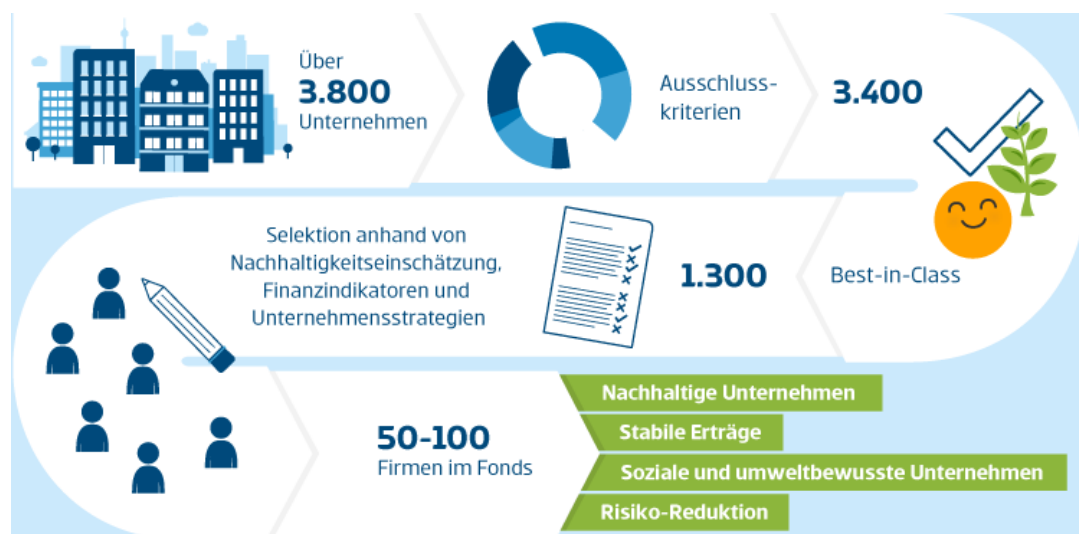 Über
3.800
Unternehmen
Ausschluss-
kriterien
3.400
Best-in-Class
1.300
Selektion anhand von
Nachhaltigkeitseinschätzung,
Finanzindikatoren und
Unternehmensstrategien
50-100
Firmen im Fonds
Nachhaltige Unternehmen
Stabile Erträge
Soziale und umweltbewusste Unternehmen
Risiko-Reduktion